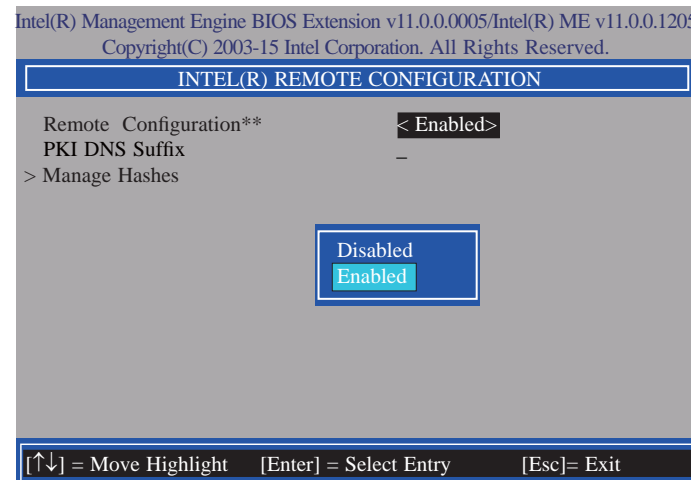 Intel(R) Management Engine BIOS Extension v11.0.0.0005/Intel(R) ME v11.0.0.1205
Copyright(C) 2003-15 Intel Corporation. All Rights Reserved.
INTEL(R) REMOTE CONFIGURATION
Remote Configuration** < Enabled>
PKI DNS Suffix _
> Manage Hashes
Disabled
Enabled
[↑↓] = Move Highlight [Enter] = Select Entry [Esc]= Exit